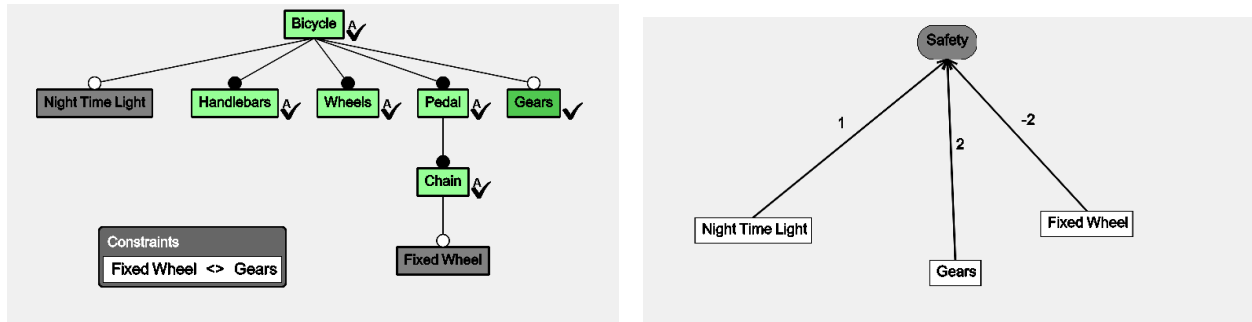 Bicycle A
Night Time Light
Handlebars A
Wheels A
Pedal A
Gears
Chain A
Fixed Wheel
Constraints
Fixed Wheel <> Gears
Safety
1
2
-2
Night Time Light
Gears
Fixed Wheel